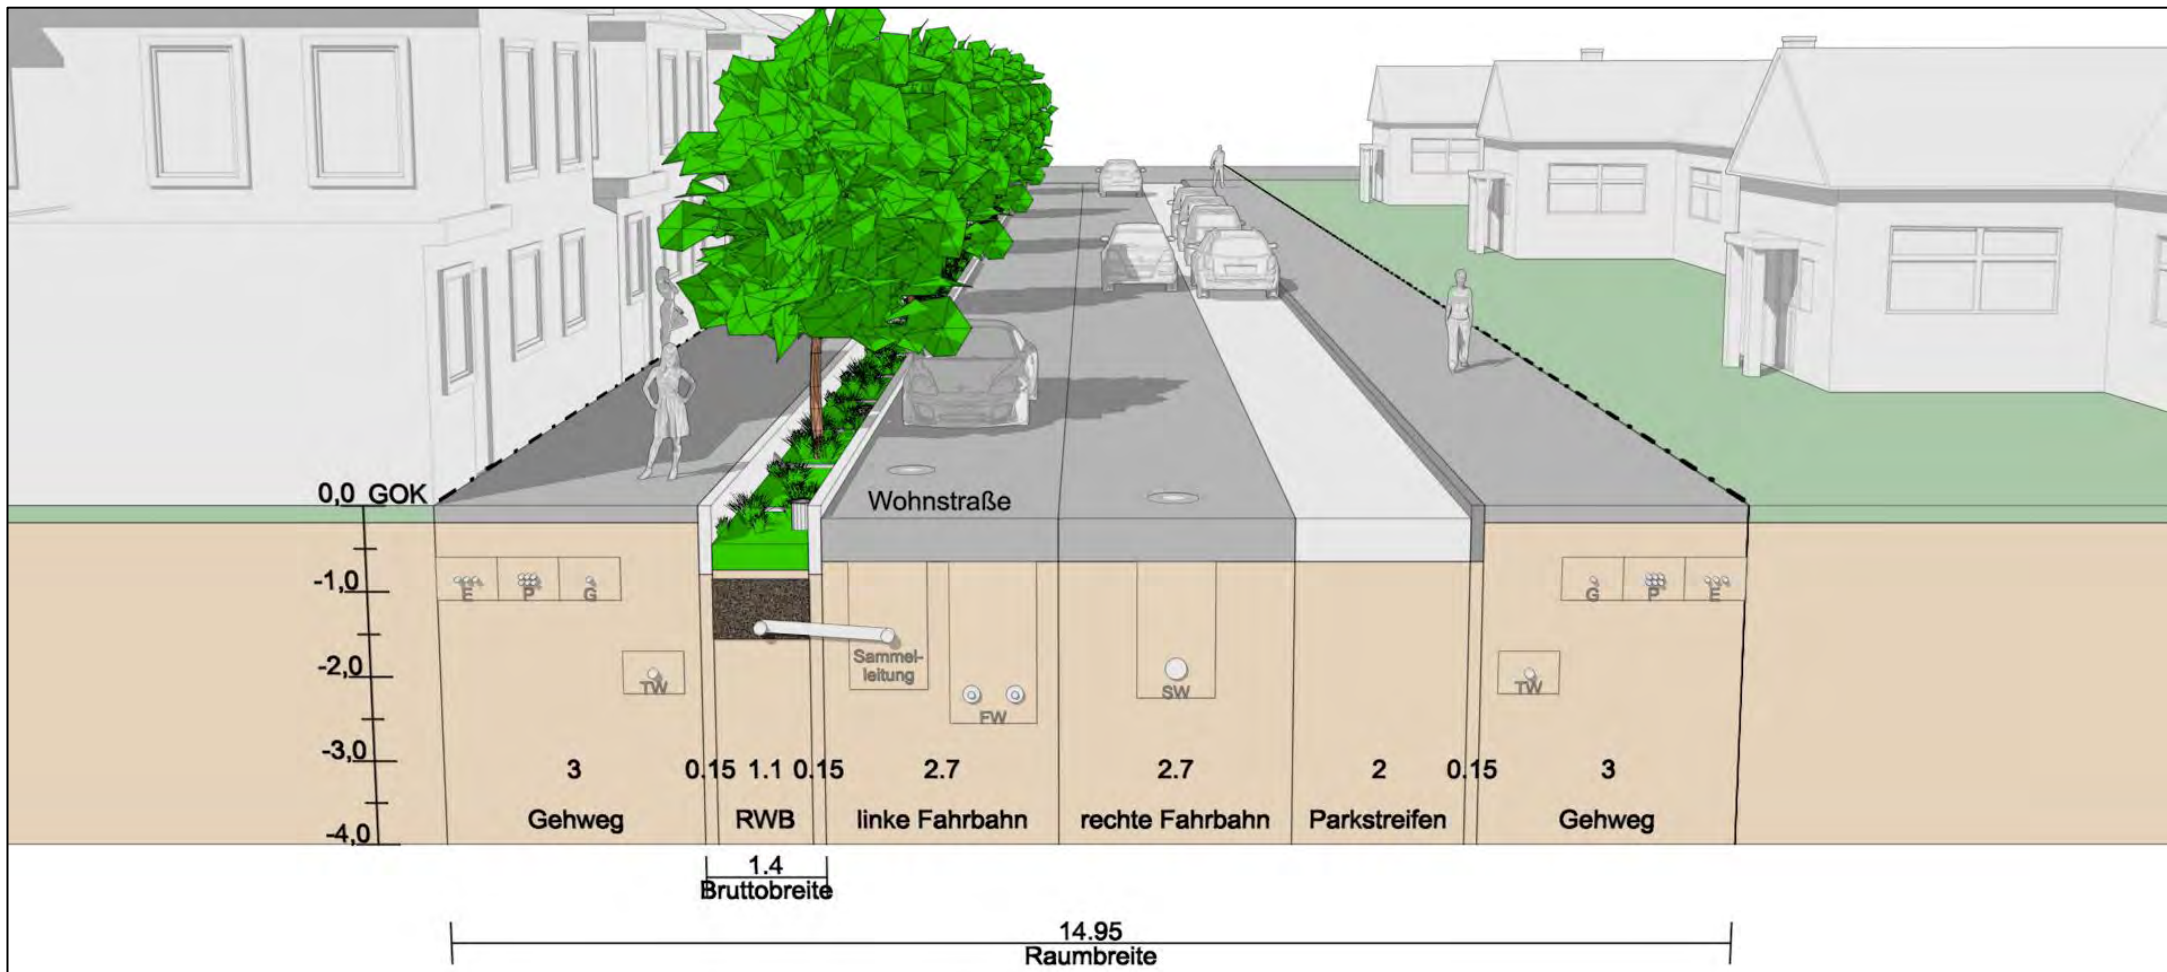 0,0 GOK
Wohnstraße
-1,0
E P G
G P E
-2,0
Sammel-
leitung
TW
FW
SW
TW
-3,0
3 0.15 1.1 0.15 2.7 2.7 2 0.15 3
Gehweg RWB linke Fahrbahn rechte Fahrbahn Parkstreifen Gehweg
-4,0
1.4
Bruttobreite
14.95
Raumbreite